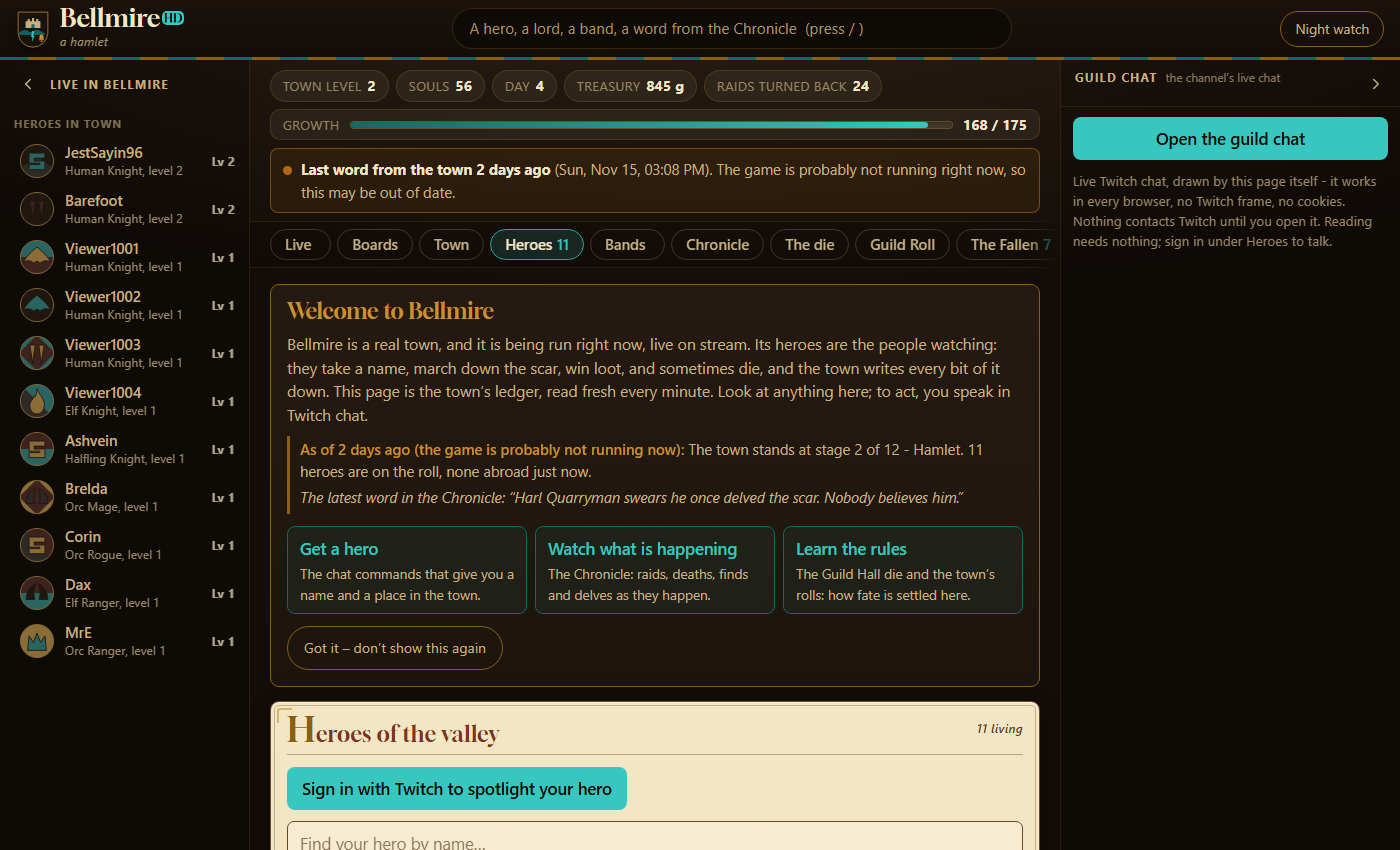 Bellmire HD
a hamlet
A hero, a lord, a band, a word from the Chronicle (press / )
Night watch
LIVE IN BELLMIRE
HEROES IN TOWN
JestSayin96
Human Knight, level 2
Lv 2
Barefoot
Human Knight, level 2
Lv 2
Viewer1001
Human Knight, level 1
Lv 1
Viewer1002
Human Knight, level 1
Lv 1
Viewer1003
Human Knight, level 1
Lv 1
Viewer1004
Elf Knight, level 1
Lv 1
Ashvein
Halfling Knight, level 1
Lv 1
Brelda
Orc Mage, level 1
Lv 1
Corin
Orc Rogue, level 1
Lv 1
Dax
Elf Ranger, level 1
Lv 1
MrE
Orc Ranger, level 1
Lv 1
TOWN LEVEL 2
SOULS 56
DAY 4
TREASURY 845 g
RAIDS TURNED BACK 24
GROWTH
168 / 175
Last word from the town 2 days ago (Sun, Nov 15, 03:08 PM). The game is probably not running right now, so
this may be out of date.
Live
Boards
Town
Heroes 11
Bands
Chronicle
The die
Guild Roll
The Fallen 7
Welcome to Bellmire
Bellmire is a real town, and it is being run right now, live on stream. Its heroes are the people watching:
they take a name, march down the scar, win loot, and sometimes die, and the town writes every bit of it
down. This page is the town's ledger, read fresh every minute. Look at anything here; to act, you speak in
Twitch chat.
As of 2 days ago (the game is probably not running now): The town stands at stage 2 of 12 - Hamlet. 11
heroes are on the roll, none abroad just now.
The latest word in the Chronicle: “Harl Quarryman swears he once delved the scar. Nobody believes him.”
Get a hero
The chat commands that give you a
name and a place in the town.
Watch what is happening
The Chronicle: raids, deaths, finds
and delves as they happen.
Learn the rules
The Guild Hall die and the town's
rolls: how fate is settled here.
Got it – don't show this again
Heroes of the valley
11 living
Sign in with Twitch to spotlight your hero
Find your hero by name...
GUILD CHAT the channel's live chat
Open the guild chat
Live Twitch chat, drawn by this page itself - it works
in every browser, no Twitch frame, no cookies.
Nothing contacts Twitch until you open it. Reading
needs nothing; sign in under Heroes to talk.